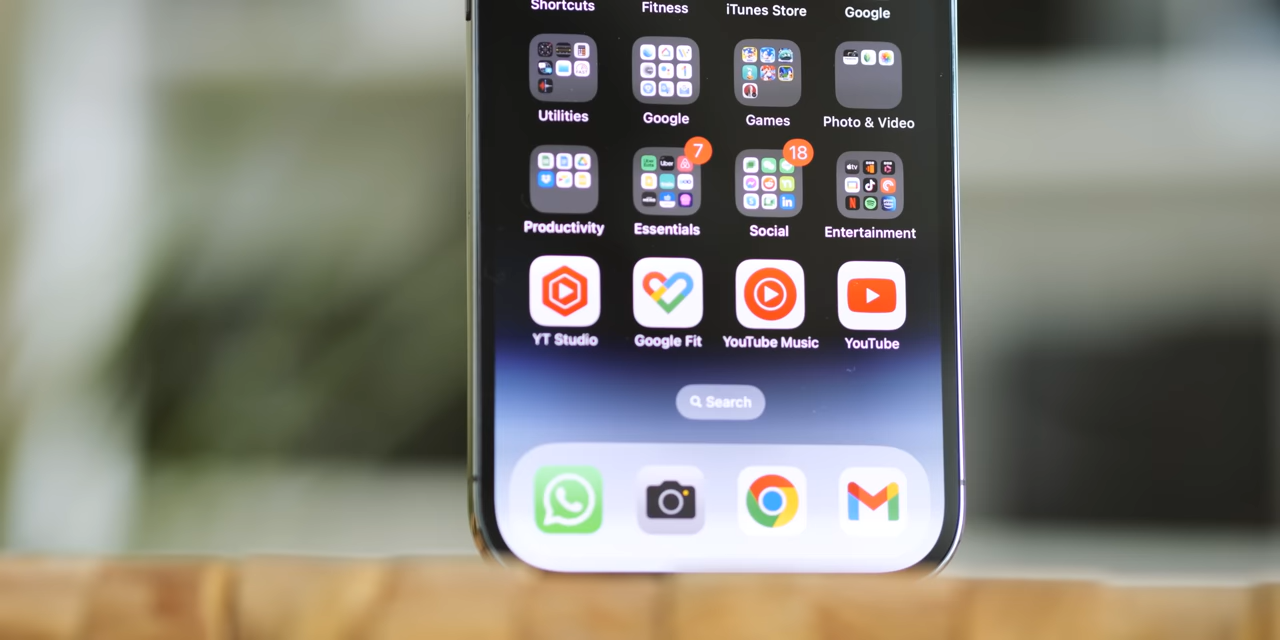 Shortcuts
Fitness
iTunes Store
Google
Utilities
Google
Games
Photo & Video
7
18
Productivity
Essentials
Social
Entertainment
YT Studio
Google Fit
YouTube Music
YouTube
Search